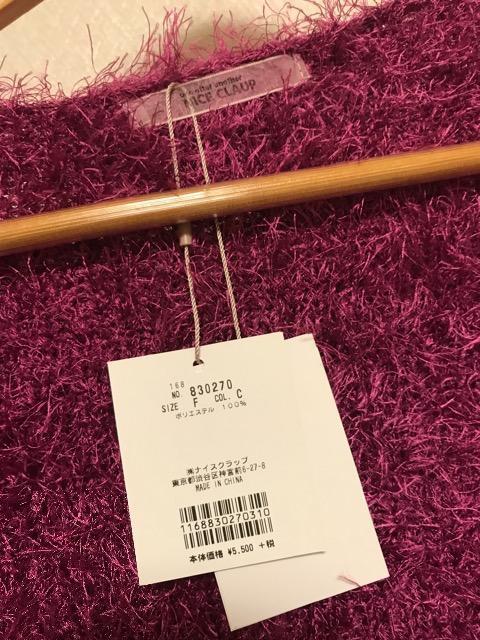 another
NICE CLAUP
168
NO. 830270
SIZE F COL. C
ポリエステル 100%
㈱ナイスクラップ
東京都渋谷区神宮前6-27-8
MADE IN CHINA
1168830270310
本体価格 ¥5,500 +税